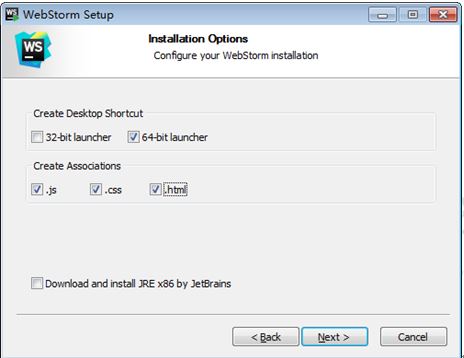 WebStorm Setup
WS
Installation Options
Configure your WebStorm installation
Create Desktop Shortcut
32-bit launcher 64-bit launcher
Create Associations
.js .css .html
Download and install JRE x86 by JetBrains
< Back Next > Cancel